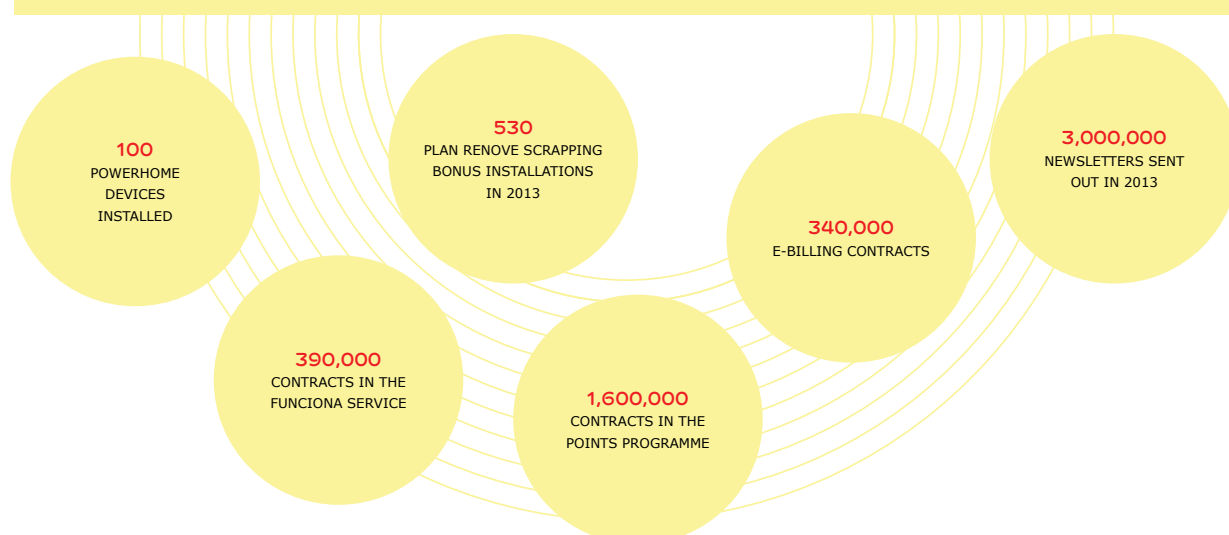 100
POWERHOME
DEVICES
INSTALLED
530
PLAN RENOVE SCRAPPING
BONUS INSTALLATIONS
IN 2013
3,000,000
NEWSLETTERS SENT
OUT IN 2013
340,000
E-BILLING CONTRACTS
390,000
CONTRACTS IN THE
FUNCIONA SERVICE
1,600,000
CONTRACTS IN THE
POINTS PROGRAMME